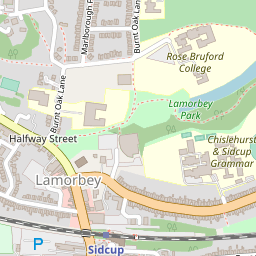 Marlborough P
Burnt Oak Lane
Rose Bruford
College
Burnt Oak Lane
Lamorbey
Park
Halfway Street
Chislehurst
& Sidcup
Grammar
Lamorbey
P
Sidcup